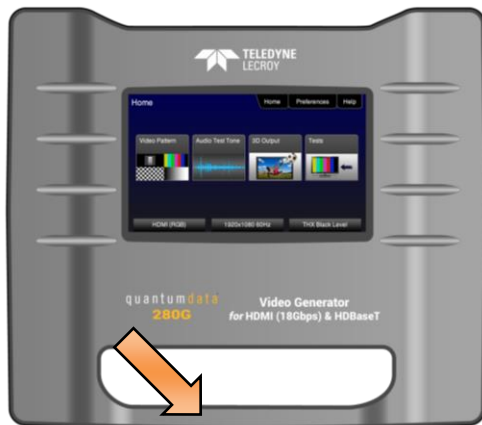 TELEDYNE
LECROY
Home
Home Preferences Help
Video Pattern Audio Test Tone 3D Output Tests
HDMI (RGB) 1920x1080 60Hz THX Black Level
quantumdata
280G
Video Generator
for HDMI (18Gbps) & HDBaseT